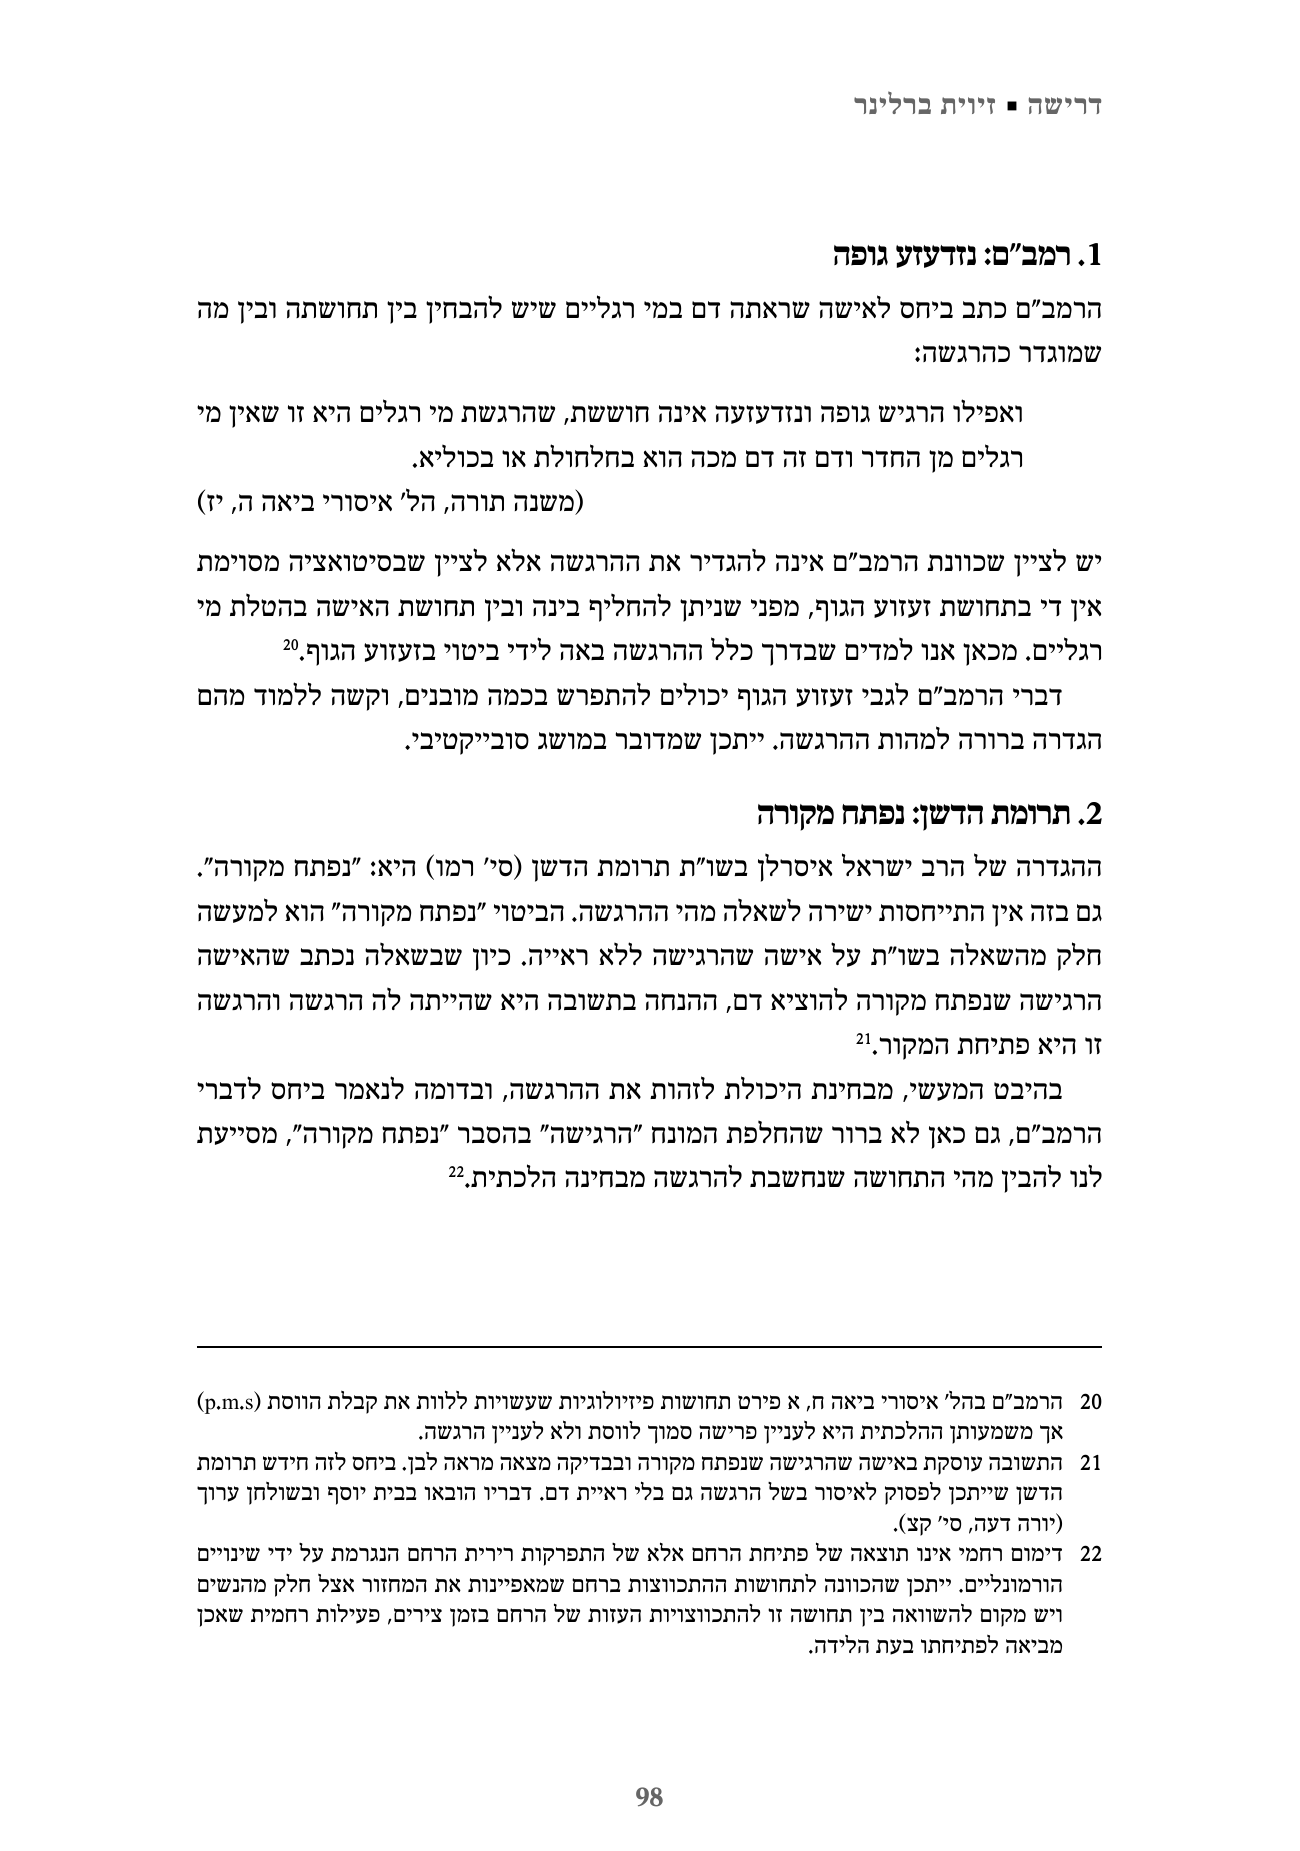 דרישה ▪ זיוית ברלינר
1. רמב"ם: נזדעזע גופה
הרמב"ם כתב ביחס לאישה שראתה דם במי רגליים שיש להבחין בין תחושתה ובין מה
שמוגדר כהרגשה:
ואפילו הרגיש גופה ונזדעזעה אינה חוששת, שהרגשת מי רגלים היא זו שאין מי
רגלים מן החדר ודם זה דם מכה הוא בחלחולת או בכוליא.
(משנה תורה, הל' איסורי ביאה ה, יז)
יש לציין שכוונת הרמב"ם אינה להגדיר את ההרגשה אלא לציין שבסיטואציה מסוימת
אין די בתחושת זעזוע הגוף, מפני שניתן להחליף בינה ובין תחושת האישה בהטלת מי
רגליים. מכאן אנו למדים שבדרך כלל ההרגשה באה לידי ביטוי בזעזוע הגוף.20
דברי הרמב"ם לגבי זעזוע הגוף יכולים להתפרש בכמה מובנים, וקשה ללמוד מהם
הגדרה ברורה למהות ההרגשה. ייתכן שמדובר במושג סובייקטיבי.
2. תרומת הדשן: נפתח מקורה
ההגדרה של הרב ישראל איסרלן בשו"ת תרומת הדשן (סי' רמו) היא: "נפתח מקורה".
גם בזה אין התייחסות ישירה לשאלה מהי ההרגשה. הביטוי "נפתח מקורה" הוא למעשה
חלק מהשאלה בשו"ת על אישה שהרגישה ללא ראייה. כיון שבשאלה נכתב שהאישה
הרגישה שנפתח מקורה להוציא דם, ההנחה בתשובה היא שהייתה לה הרגשה והרגשה
זו היא פתיחת המקור.21
בהיבט המעשי, מבחינת היכולת לזהות את ההרגשה, ובדומה לנאמר ביחס לדברי
הרמב"ם, גם כאן לא ברור שהחלפת המונח "הרגישה" בהסבר "נפתח מקורה", מסייעת
לנו להבין מהי התחושה שנחשבת להרגשה מבחינה הלכתית.22
20 הרמב"ם בהל' איסורי ביאה ח, א פירט תחושות פיזיולוגיות שעשויות ללוות את קבלת הווסת (p.m.s)
אך משמעותן ההלכתית היא לעניין פרישה סמוך לווסת ולא לעניין הרגשה.
21 התשובה עוסקת באישה שהרגישה שנפתח מקורה ובבדיקה מצאה מראה לבן. ביחס לזה חידש תרומת
הדשן שייתכן לפסוק לאיסור בשל הרגשה גם בלי ראיית דם. דבריו הובאו בבית יוסף ובשולחן ערוך
(יורה דעה, סי' קצ).
22 דימום רחמי אינו תוצאה של פתיחת הרחם אלא של התפרקות רירית הרחם הנגרמת על ידי שינויים
הורמונליים. ייתכן שהכוונה לתחושות ההתכווצות ברחם שמאפיינות את המחזור אצל חלק מהנשים
ויש מקום להשוואה בין תחושה זו להתכווצויות העזות של הרחם בזמן צירים, פעילות רחמית שאכן
מביאה לפתיחתו בעת הלידה.
98